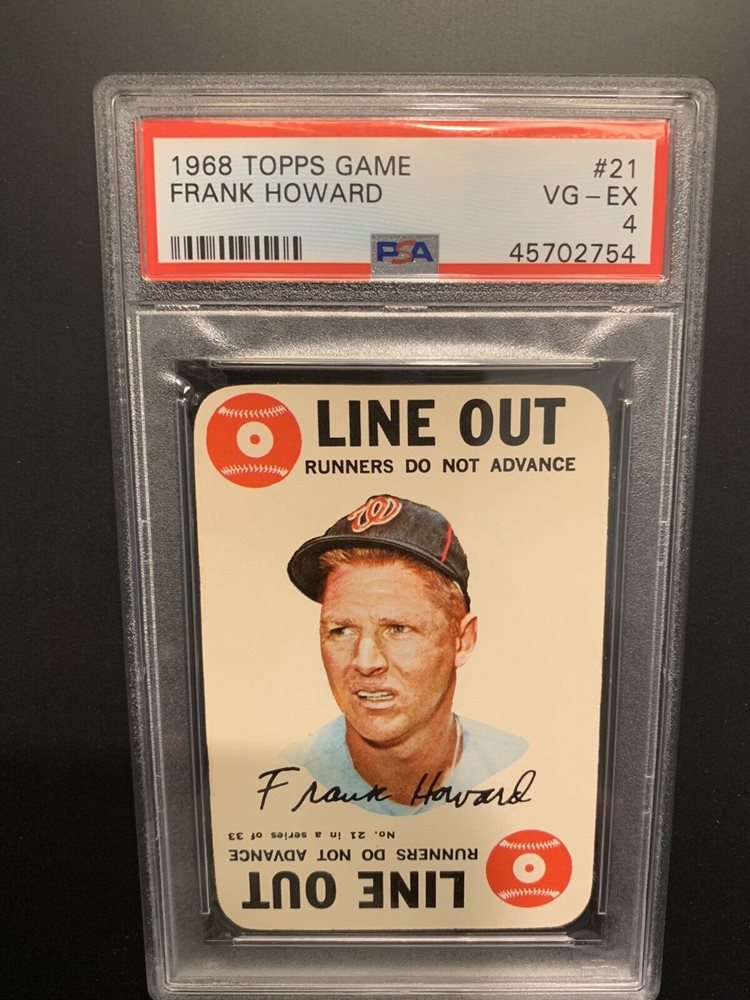 1968 TOPPS GAME #21
FRANK HOWARD VG-EX
4
PSA 45702754
LINE OUT
RUNNERS DO NOT ADVANCE
W
Frank Howard
No. 21 in a series of 33
RUNNERS DO NOT ADVANCE
LINE OUT